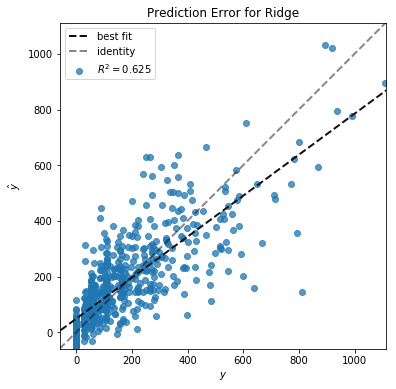 Prediction Error for Ridge
best fit
identity
R² = 0.625
1000
800
600
400
200
0
ŷ
0 200 400 600 800 1000
y